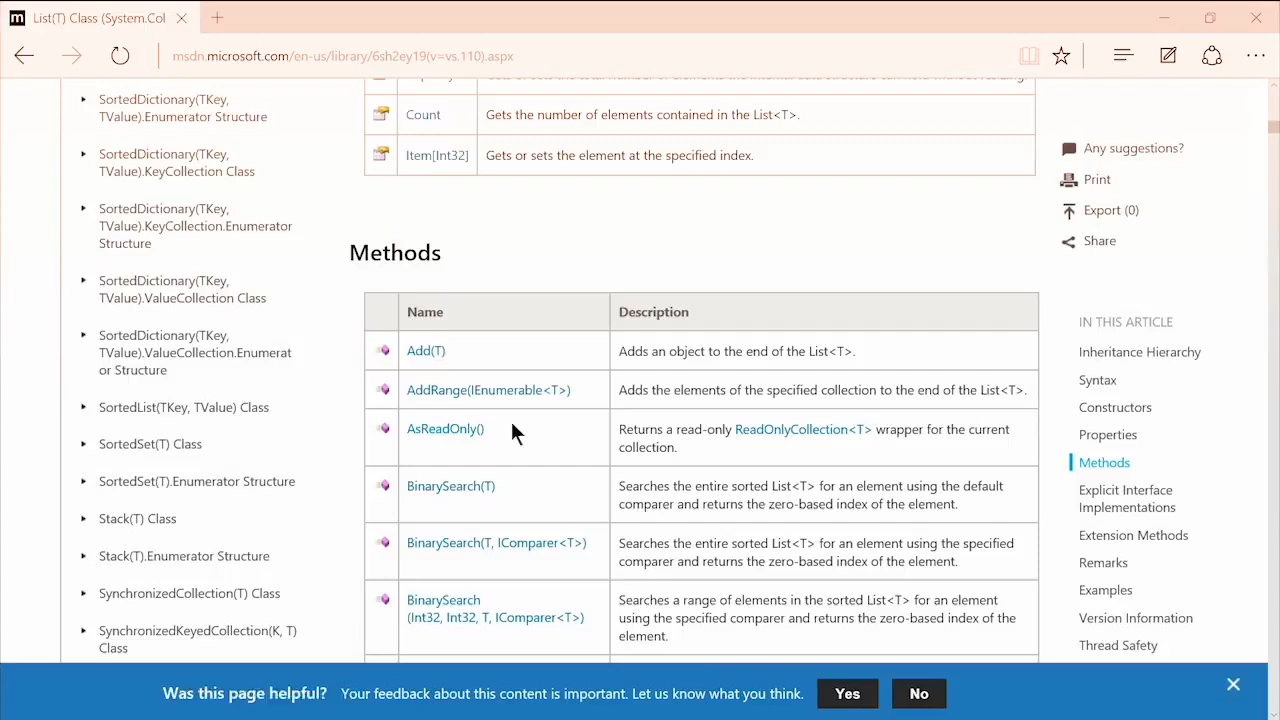 List(T) Class (System.Col
msdn.microsoft.com/en-us/library/6sh2ey19(v=vs.110).aspx
SortedDictionary(TKey,
TValue).Enumerator Structure
SortedDictionary(TKey,
TValue).KeyCollection Class
SortedDictionary(TKey,
TValue).KeyCollection.Enumerator
Structure
SortedDictionary(TKey,
TValue).ValueCollection Class
SortedDictionary(TKey,
TValue).ValueCollection.Enumerat
or Structure
SortedList(TKey, TValue) Class
SortedSet(T) Class
SortedSet(T).Enumerator Structure
Stack(T) Class
Stack(T).Enumerator Structure
SynchronizedCollection(T) Class
SynchronizedKeyedCollection(K, T)
Class
Count Gets the number of elements contained in the List<T>.
Item[Int32] Gets or sets the element at the specified index.
Methods
Name Description
Add(T) Adds an object to the end of the List<T>.
AddRange(IEnumerable<T>) Adds the elements of the specified collection to the end of the List<T>.
AsReadOnly() Returns a read-only ReadOnlyCollection<T> wrapper for the current
collection.
BinarySearch(T) Searches the entire sorted List<T> for an element using the default
comparer and returns the zero-based index of the element.
BinarySearch(T, IComparer<T>) Searches the entire sorted List<T> for an element using the specified
comparer and returns the zero-based index of the element.
BinarySearch Searches a range of elements in the sorted List<T> for an element
(Int32, Int32, T, IComparer<T>) using the specified comparer and returns the zero-based index of the
element.
Any suggestions?
Print
Export (0)
Share
IN THIS ARTICLE
Inheritance Hierarchy
Syntax
Constructors
Properties
Methods
Explicit Interface
Implementations
Extension Methods
Remarks
Examples
Version Information
Thread Safety
Was this page helpful? Your feedback about this content is important. Let us know what you think. Yes No